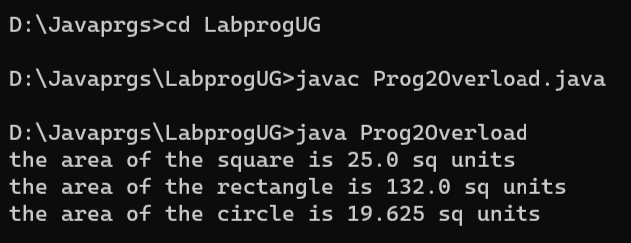 D:\Javaprgs>cd LabprogUG
D:\Javaprgs\LabprogUG>javac Prog2Overload.java
D:\Javaprgs\LabprogUG>java Prog2Overload
the area of the square is 25.0 sq units
the area of the rectangle is 132.0 sq units
the area of the circle is 19.625 sq units